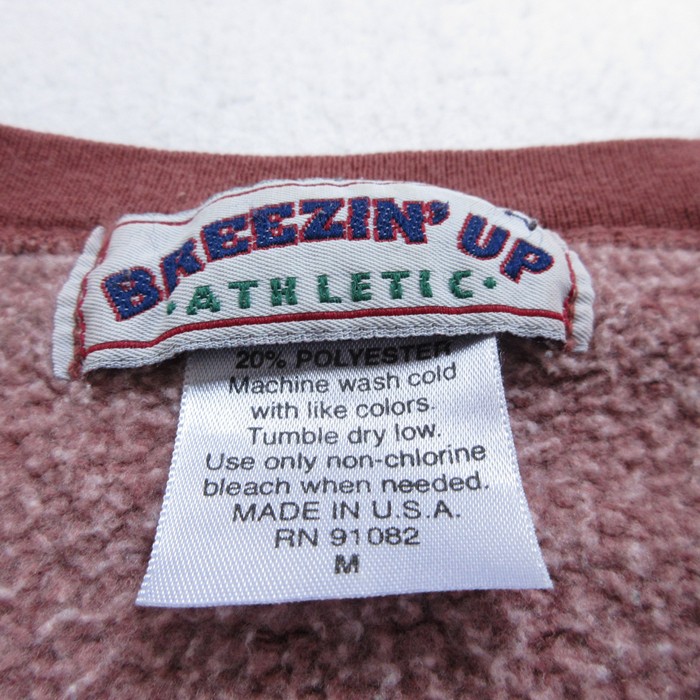 BREEZIN' UP
·ATHLETIC·
20% POLYESTER
Machine wash cold
with like colors.
Tumble dry low.
Use only non-chlorine
bleach when needed.
MADE IN U.S.A.
RN 91082
M